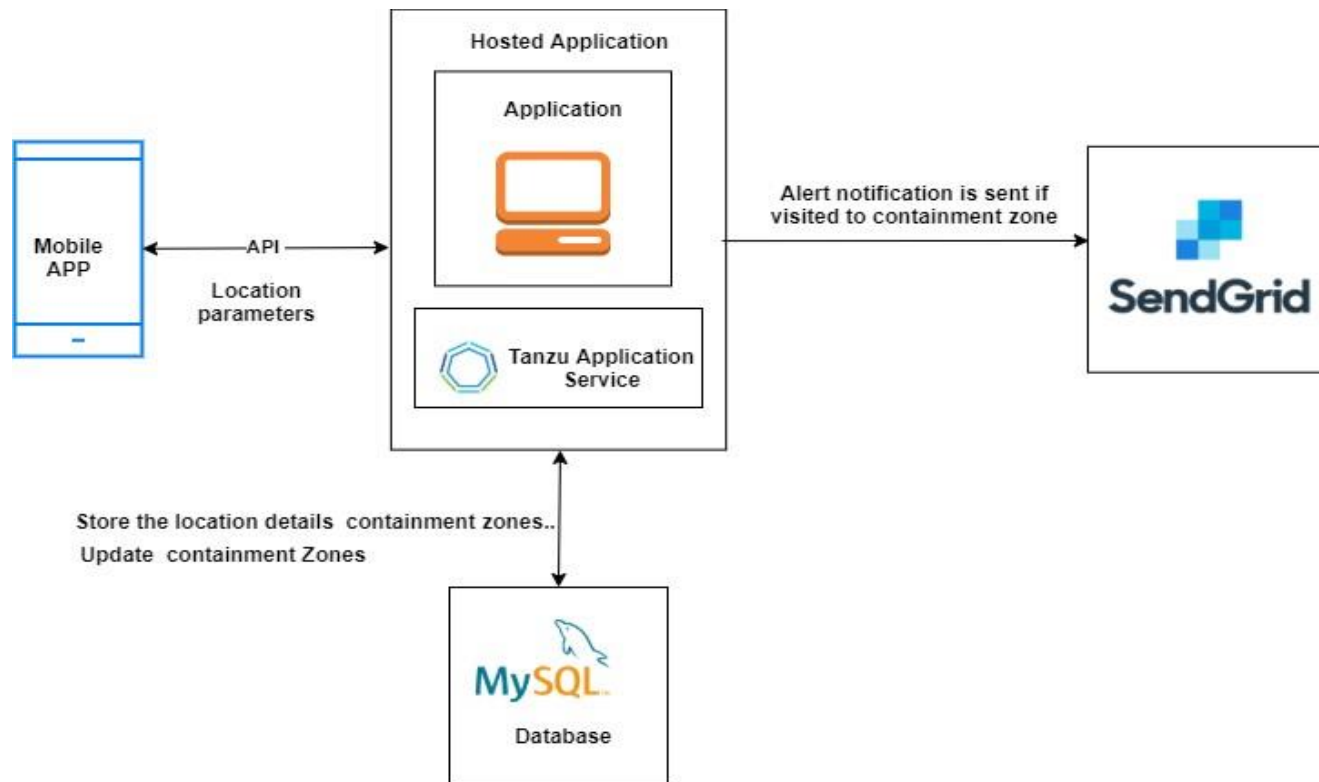 Hosted Application
Application
Mobile
APP
API
Location
parameters
Tanzu Application
Service
Alert notification is sent if
visited to containment zone
SendGrid
Store the location details  containment zones..
Update  containment Zones
MySQL
Database